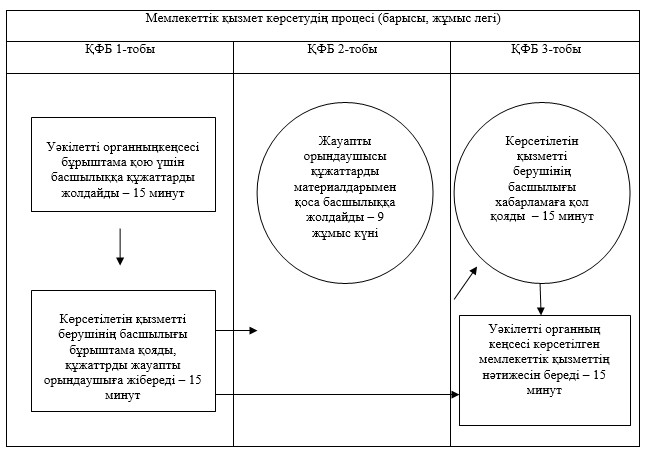 Мемлекеттік қызмет көрсетудің процесі (барысы, жұмыс легі)
ҚФБ 1-тобы
ҚФБ 2-тобы
ҚФБ 3-тобы
Уәкілетті органныңкеңсесі
бұрыштама қою үшін
басшылыққа құжаттарды
жолдайды – 15 минут
Көрсетілетін қызметті
берушінің басшылығы
бұрыштама қояды,
құжаттрды жауапты
орындаушыға жібереді – 15
минут
Жауапты
орындаушысы
құжаттарды
материалдарымен
қоса басшылыққа
жолдайды – 9
жұмыс күні
Көрсетілетін
қызметті
берушінің
басшылығы
хабарламаға қол
қояды – 15 минут
Уәкілетті органның
кеңсесі көрсетілген
мемлекеттік қызметтің
нәтижесін береді – 15
минут